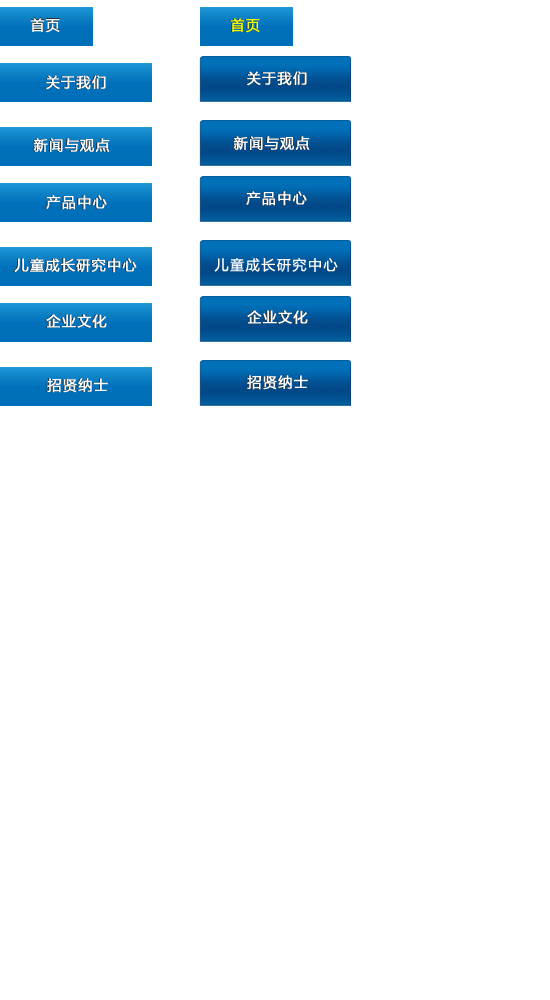 首页 首页
关于我们 关于我们
新闻与观点 新闻与观点
产品中心 产品中心
儿童成长研究中心 儿童成长研究中心
企业文化 企业文化
招贤纳士 招贤纳士